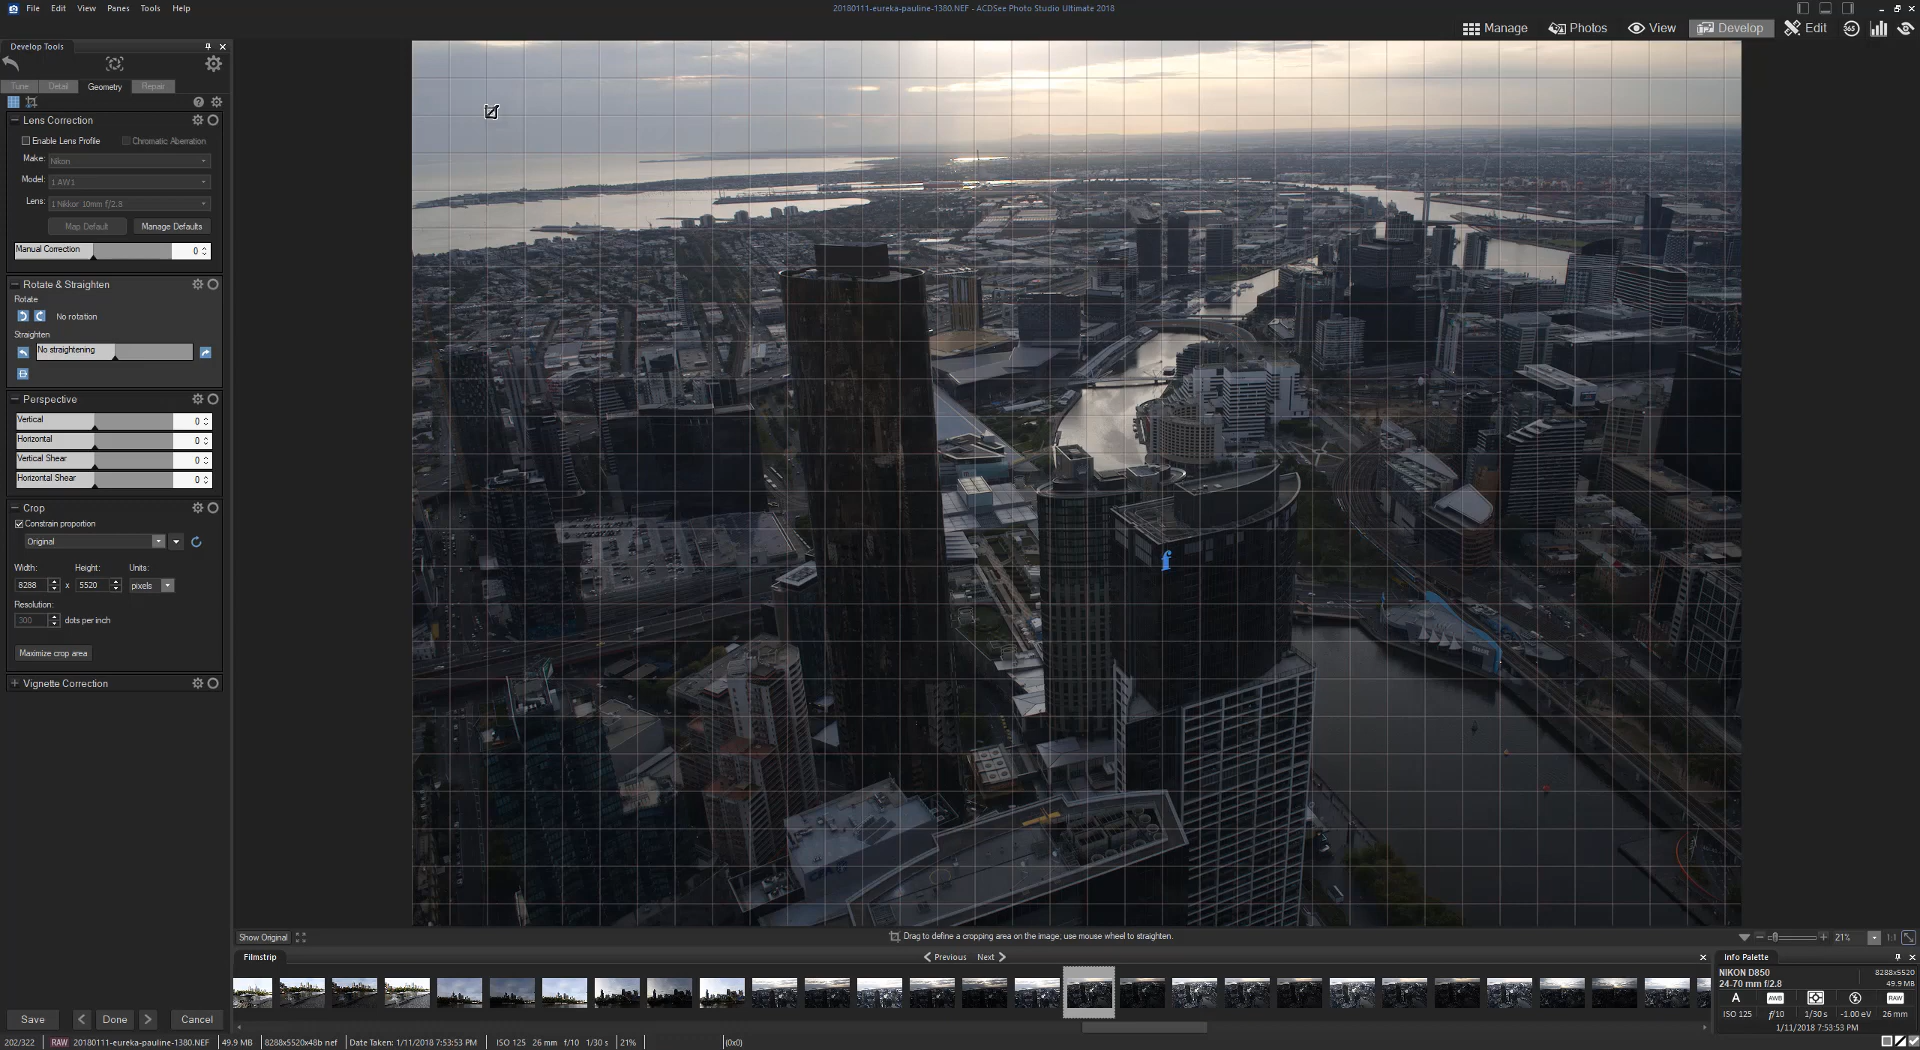 File Edit View Panes Tools Help
20180111-eureka-pauline-1380.NEF - ACDSee Photo Studio Ultimate 2018
Manage Photos View Develop Edit 365
Develop Tools
Tune Detail Geometry Repair
Lens Correction
Enable Lens Profile Chromatic Aberration
Make: Nikon
Model: 1 AW1
Lens: 1 Nikkor 10mm f/2.8
Map Default Manage Defaults
Manual Correction 0
Rotate & Straighten
Rotate
No rotation
Straighten
No straightening
Perspective
Vertical 0
Horizontal 0
Vertical Shear 0
Horizontal Shear 0
Crop
Constrain proportion
Original
Width: Height: Units:
8288 x 5520 pixels
Resolution:
300 dots per inch
Maximize crop area
Vignette Correction
Show Original
Drag to define a cropping area on the image; use mouse wheel to straighten.
21% 1:1
Filmstrip
Previous Next
Info Palette
NIKON D850 8288x5520
24-70 mm f/2.8 49.9 MB
A AWB RAW
ISO 125 f/10 1/30 s -1.00 eV 26 mm
1/11/2018 7:53:53 PM
Save Done Cancel
202/322 RAW 20180111-eureka-pauline-1380.NEF 49.9 MB 8288x5520x48b nef Date Taken: 1/11/2018 7:53:53 PM ISO 125 26 mm f/10 1/30 s 21% (0x0)